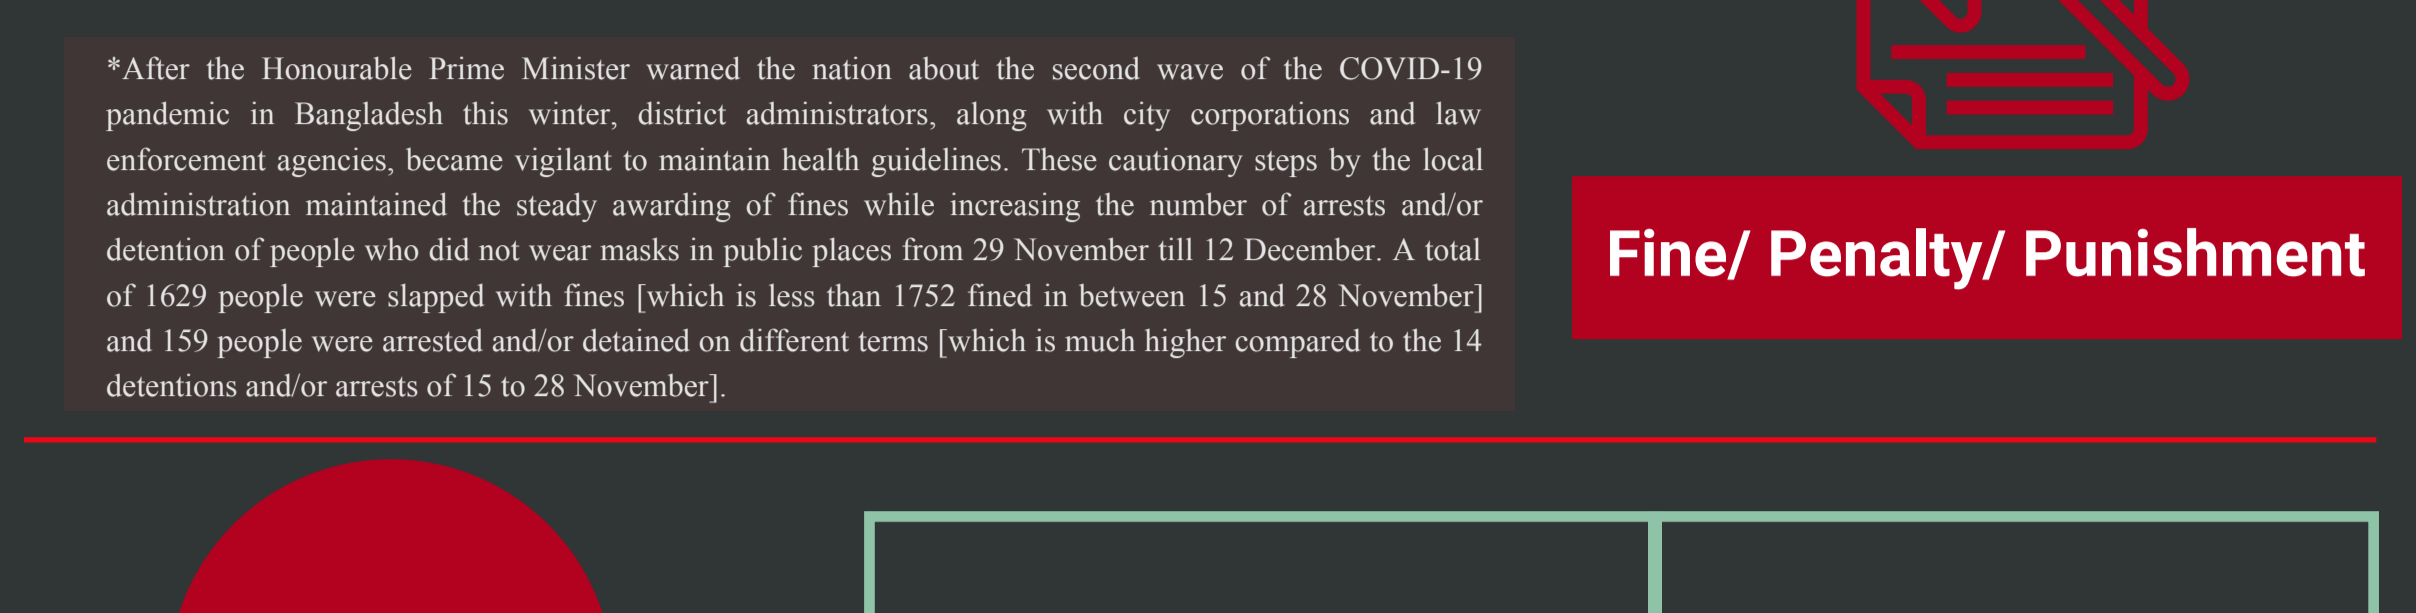 *After the Honourable Prime Minister warned the nation about the second wave of the COVID-19
pandemic in Bangladesh this winter, district administrators, along with city corporations and law
enforcement agencies, became vigilant to maintain health guidelines. These cautionary steps by the local
administration maintained the steady awarding of fines while increasing the number of arrests and/or
detention of people who did not wear masks in public places from 29 November till 12 December. A total
of 1629 people were slapped with fines [which is less than 1752 fined in between 15 and 28 November]
and 159 people were arrested and/or detained on different terms [which is much higher compared to the 14
detentions and/or arrests of 15 to 28 November].
Fine/ Penalty/ Punishment